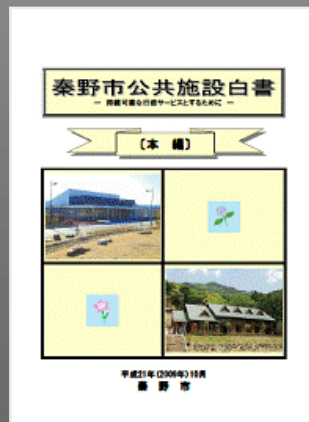 秦野市公共施設白書
― 持続可能な行政サービスとするために ―
〔本 編〕
平成21年(2009年)10月
秦 野 市